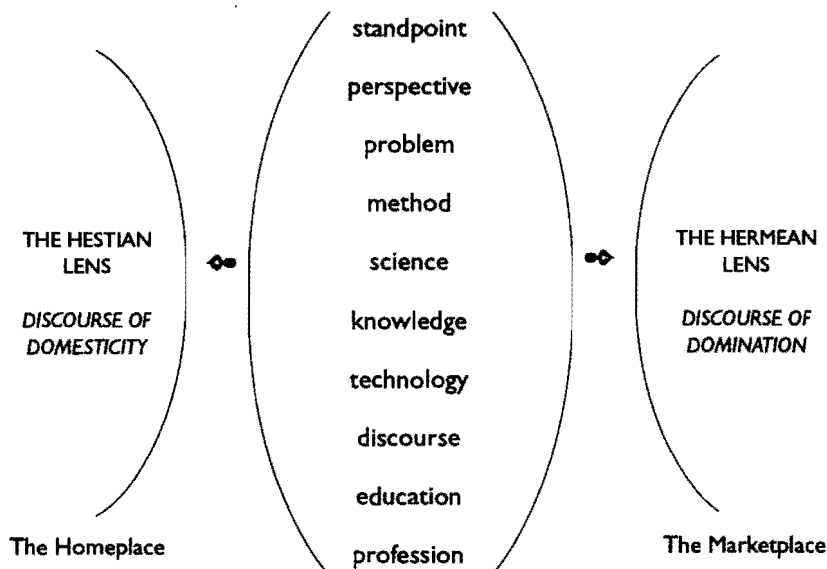 standpoint
perspective
problem
method
science
knowledge
technology
discourse
education
profession
THE HESTIAN
LENS
DISCOURSE OF
DOMESTICITY
The Homeplace
THE HERMEAN
LENS
DISCOURSE OF
DOMINATION
The Marketplace